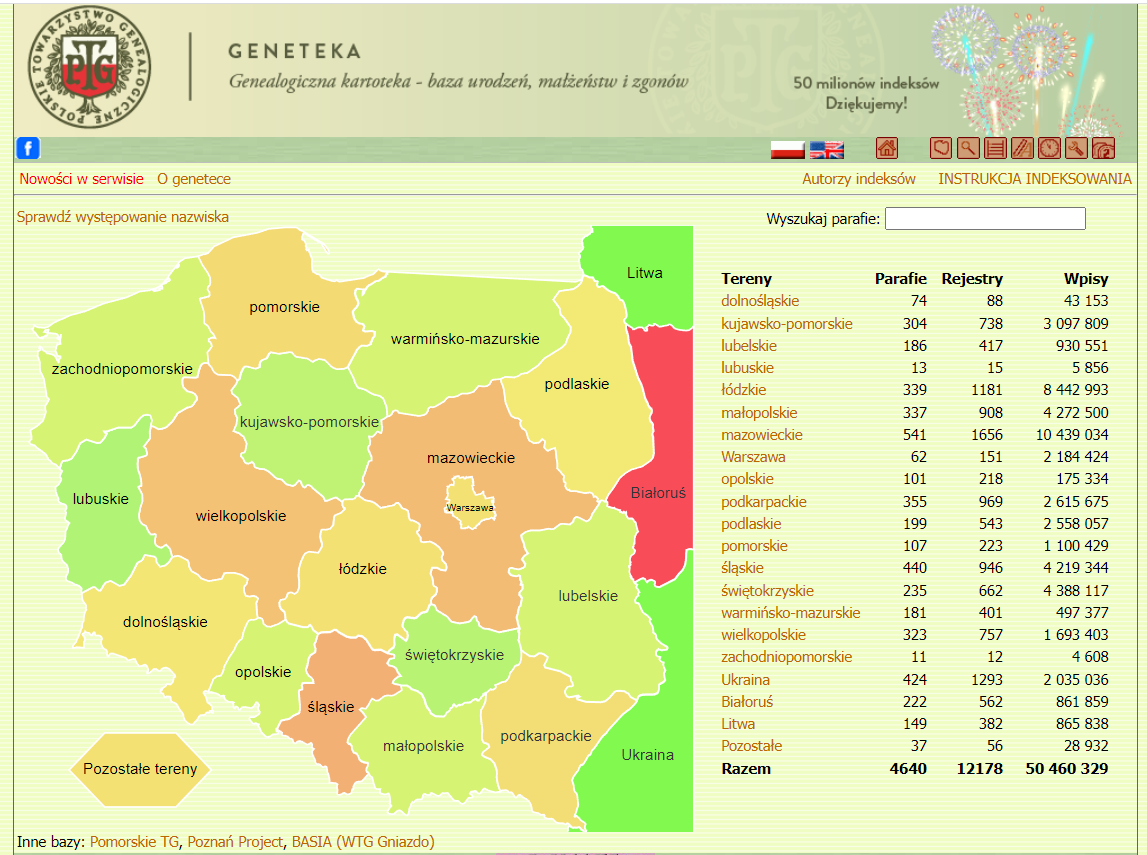 POLSKIE TOWARZYSTWO GENEALOGICZNE
PTG
GENETEKA
Genealogiczna kartoteka - baza urodzeń, małżeństw i zgonów
50 milionów indeksów
Dziękujemy!
Nowości w serwisie O genetece Autorzy indeksów INSTRUKCJA INDEKSOWANIA
Sprawdź występowanie nazwiska
Wyszukaj parafie:
Litwa
pomorskie
warmińsko-mazurskie
zachodniopomorskie
podlaskie
kujawsko-pomorskie
mazowieckie
Białoruś
lubuskie
Warszawa
wielkopolskie
łódzkie
lubelskie
dolnośląskie
świętokrzyskie
opolskie
śląskie
podkarpackie
małopolskie
Ukraina
Pozostałe tereny
Tereny Parafie Rejestry Wpisy
dolnośląskie 74 88 43 153
kujawsko-pomorskie 304 738 3 097 809
lubelskie 186 417 930 551
lubuskie 13 15 5 856
łódzkie 339 1181 8 442 993
małopolskie 337 908 4 272 500
mazowieckie 541 1656 10 439 034
Warszawa 62 151 2 184 424
opolskie 101 218 175 334
podkarpackie 355 969 2 615 675
podlaskie 199 543 2 558 057
pomorskie 107 223 1 100 429
śląskie 440 946 4 219 344
świętokrzyskie 235 662 4 388 117
warmińsko-mazurskie 181 401 497 377
wielkopolskie 323 757 1 693 403
zachodniopomorskie 11 12 4 608
Ukraina 424 1293 2 035 036
Białoruś 222 562 861 859
Litwa 149 382 865 838
Pozostałe 37 56 28 932
Razem 4640 12178 50 460 329
Inne bazy: Pomorskie TG, Poznań Project, BASIA (WTG Gniazdo)